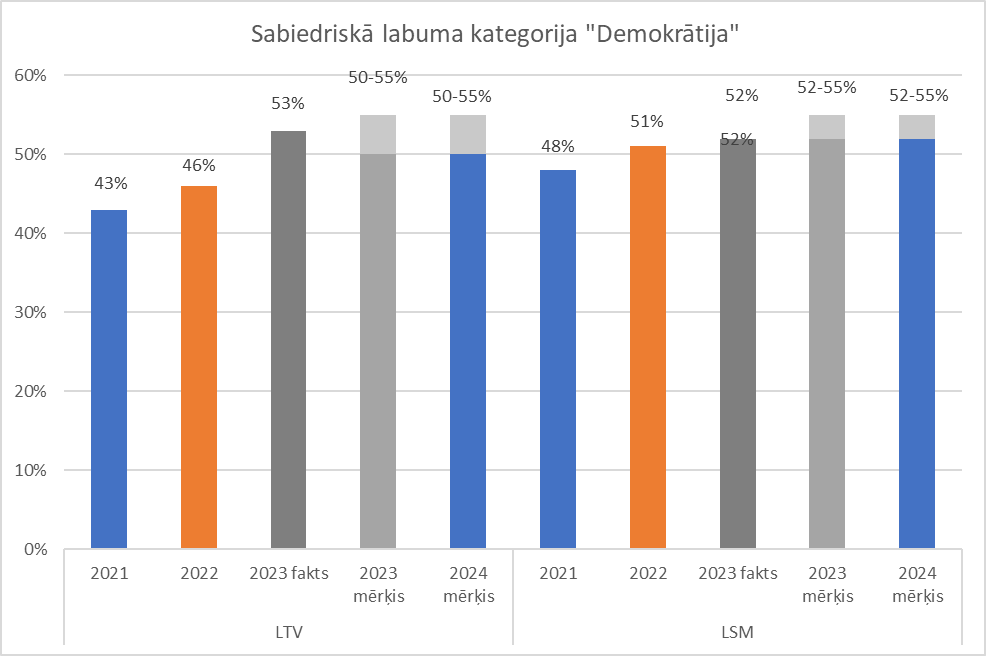 Sabiedriskā labuma kategorija "Demokrātija"
60%
50%
40%
30%
20%
10%
0%
43%
46%
53%
50-55%
50-55%
48%
51%
52%
52%
52-55%
52-55%
2021
2022
2023 fakts
2023
mērķis
2024
mērķis
2021
2022
2023 fakts
2023
mērķis
2024
mērķis
LTV
LSM